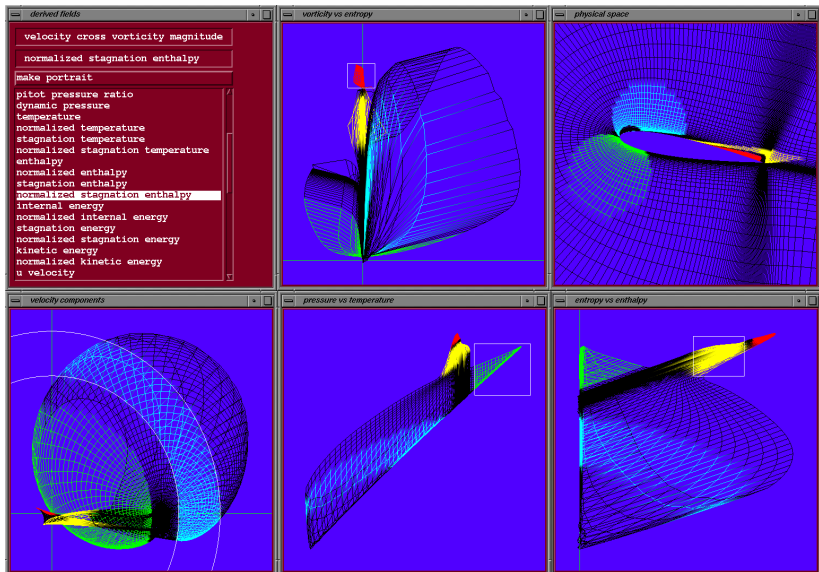 derived fields
velocity cross vorticity magnitude
normalized stagnation enthalpy
make portrait
pitot pressure ratio
dynamic pressure
temperature
normalized temperature
stagnation temperature
normalized stagnation temperature
enthalpy
normalized enthalpy
stagnation enthalpy
normalized stagnation enthalpy
internal energy
normalized internal energy
stagnation energy
normalized stagnation energy
kinetic energy
normalized kinetic energy
u velocity
vorticity vs entropy
physical space
velocity components
pressure vs temperature
entropy vs enthalpy